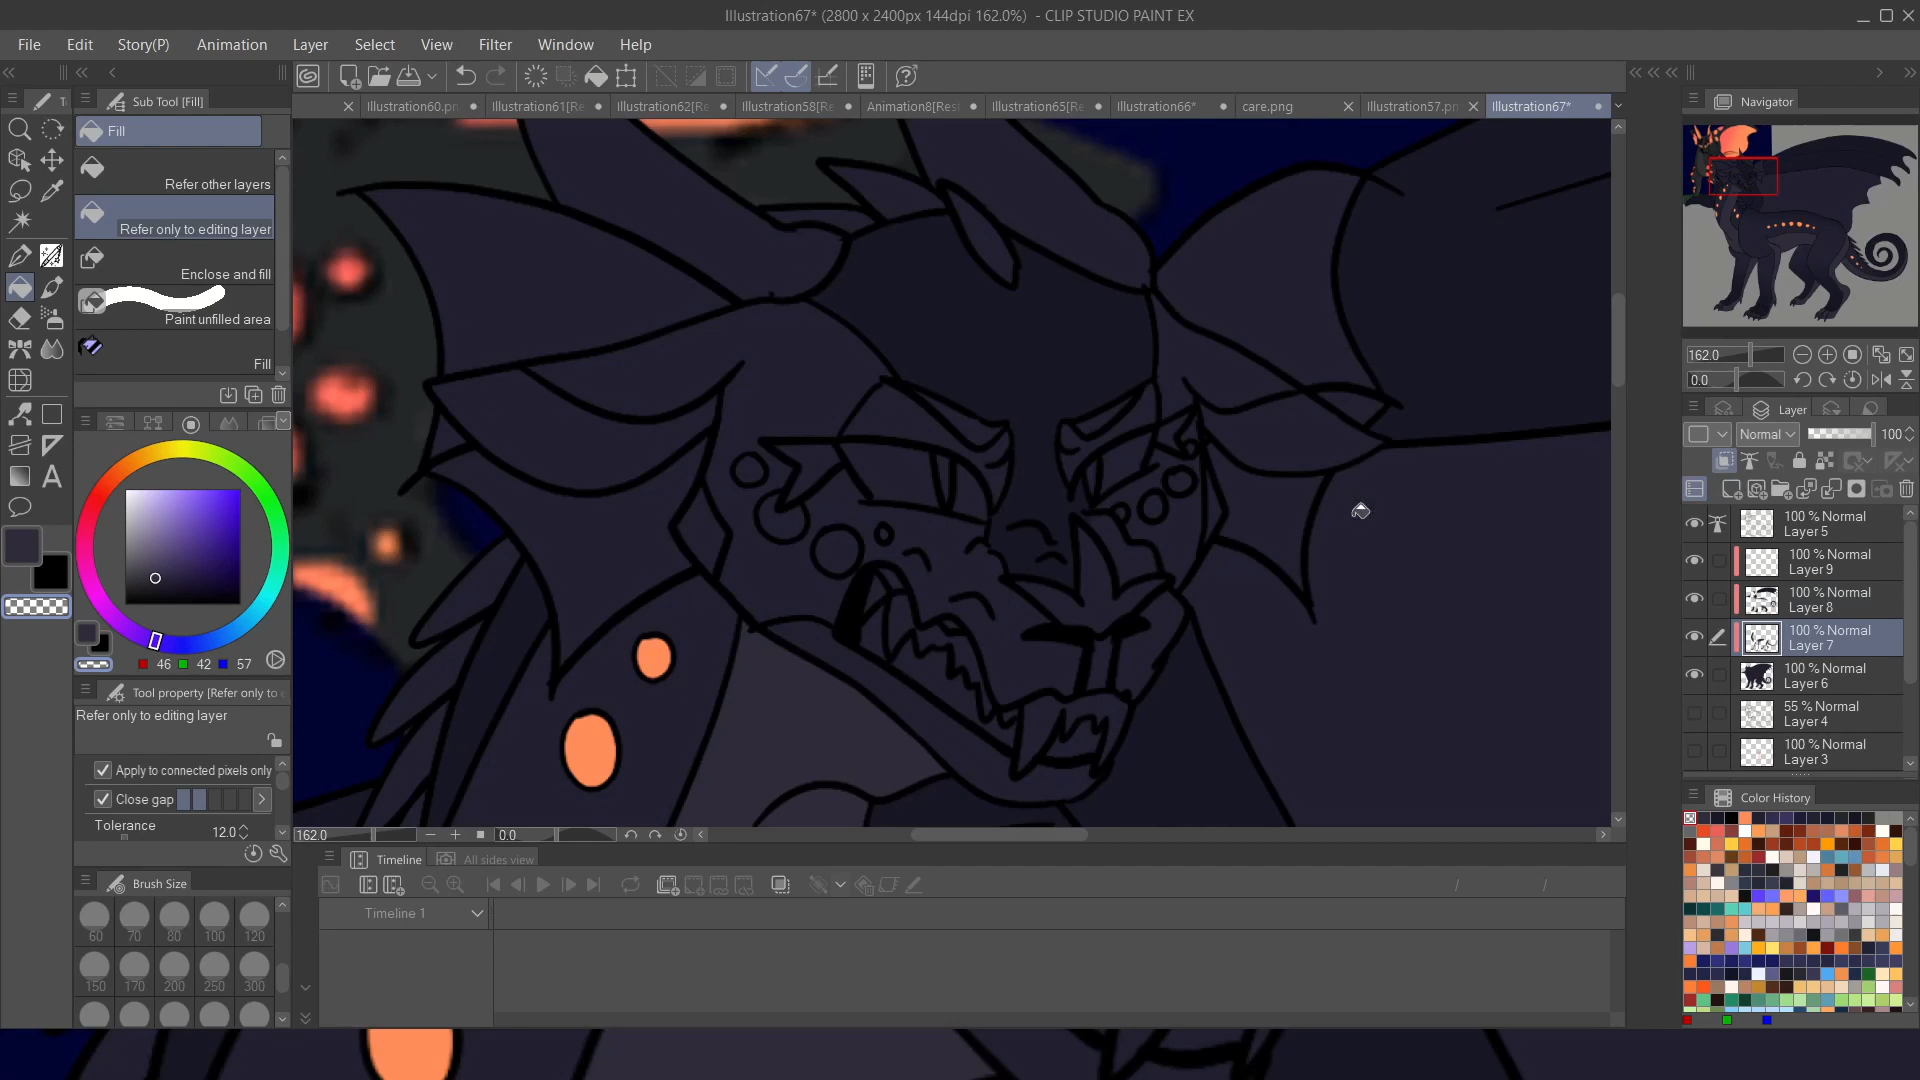 Illustration67* (2800 x 2400px 144dpi 162.0%) - CLIP STUDIO PAINT EX
File Edit Story(P) Animation Layer Select View Filter Window Help
Sub Tool [Fill]
Illustration60.pn Illustration61[Re Illustration62[Re Illustration58[Re Animation8[Rest Illustration65[Re Illustration66* care.png Illustration57.pn Illustration67*
Navigator
Fill
Refer other layers
Refer only to editing layer
Enclose and fill
Paint unfilled area
Fill
162.0
0.0
Layer
Normal 100
100 % Normal
Layer 5
100 % Normal
Layer 9
100 % Normal
Layer 8
100 % Normal
Layer 7
100 % Normal
Layer 6
55 % Normal
Layer 4
100 % Normal
Layer 3
46 42 57
Tool property [Refer only to e
Refer only to editing layer
Apply to connected pixels only
Close gap
Tolerance 12.0
Color History
162.0 0.0
Timeline All sides view
Brush Size
Timeline 1
60 70 80 100 120
150 170 200 250 300